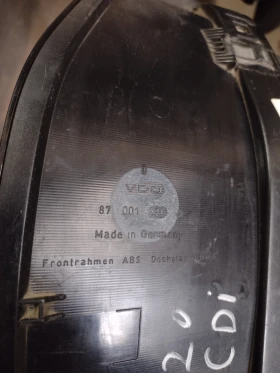 VDO
87 001
Made in Germany
Frontrahmen ABS
20
CDi